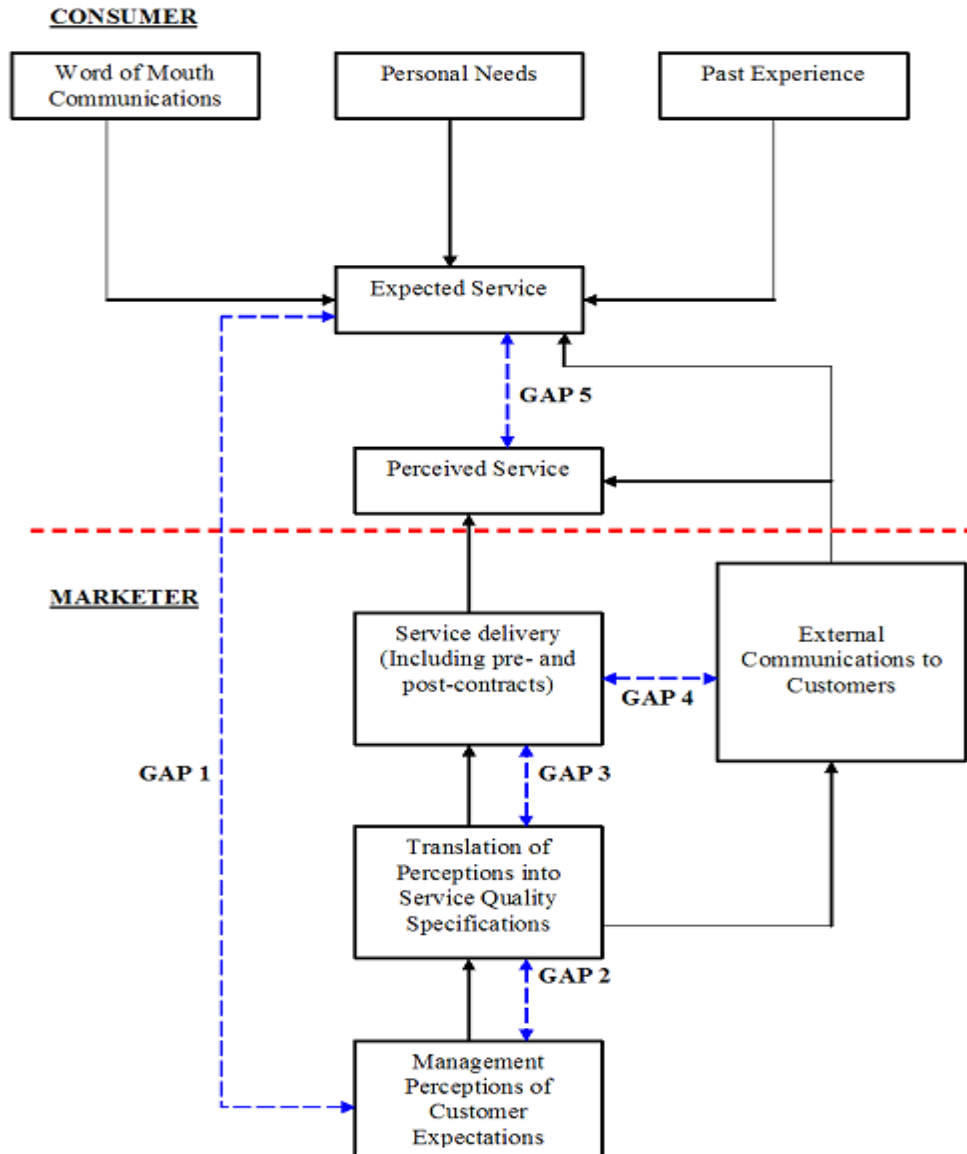 CONSUMER
Word of Mouth
Communications
Personal Needs
Past Experience
Expected Service
GAP 5
Perceived Service
MARKETER
Service delivery
(Including pre- and
post-contracts)
External
Communications to
Customers
GAP 4
GAP 1
GAP 3
Translation of
Perceptions into
Service Quality
Specifications
GAP 2
Management
Perceptions of
Customer
Expectations